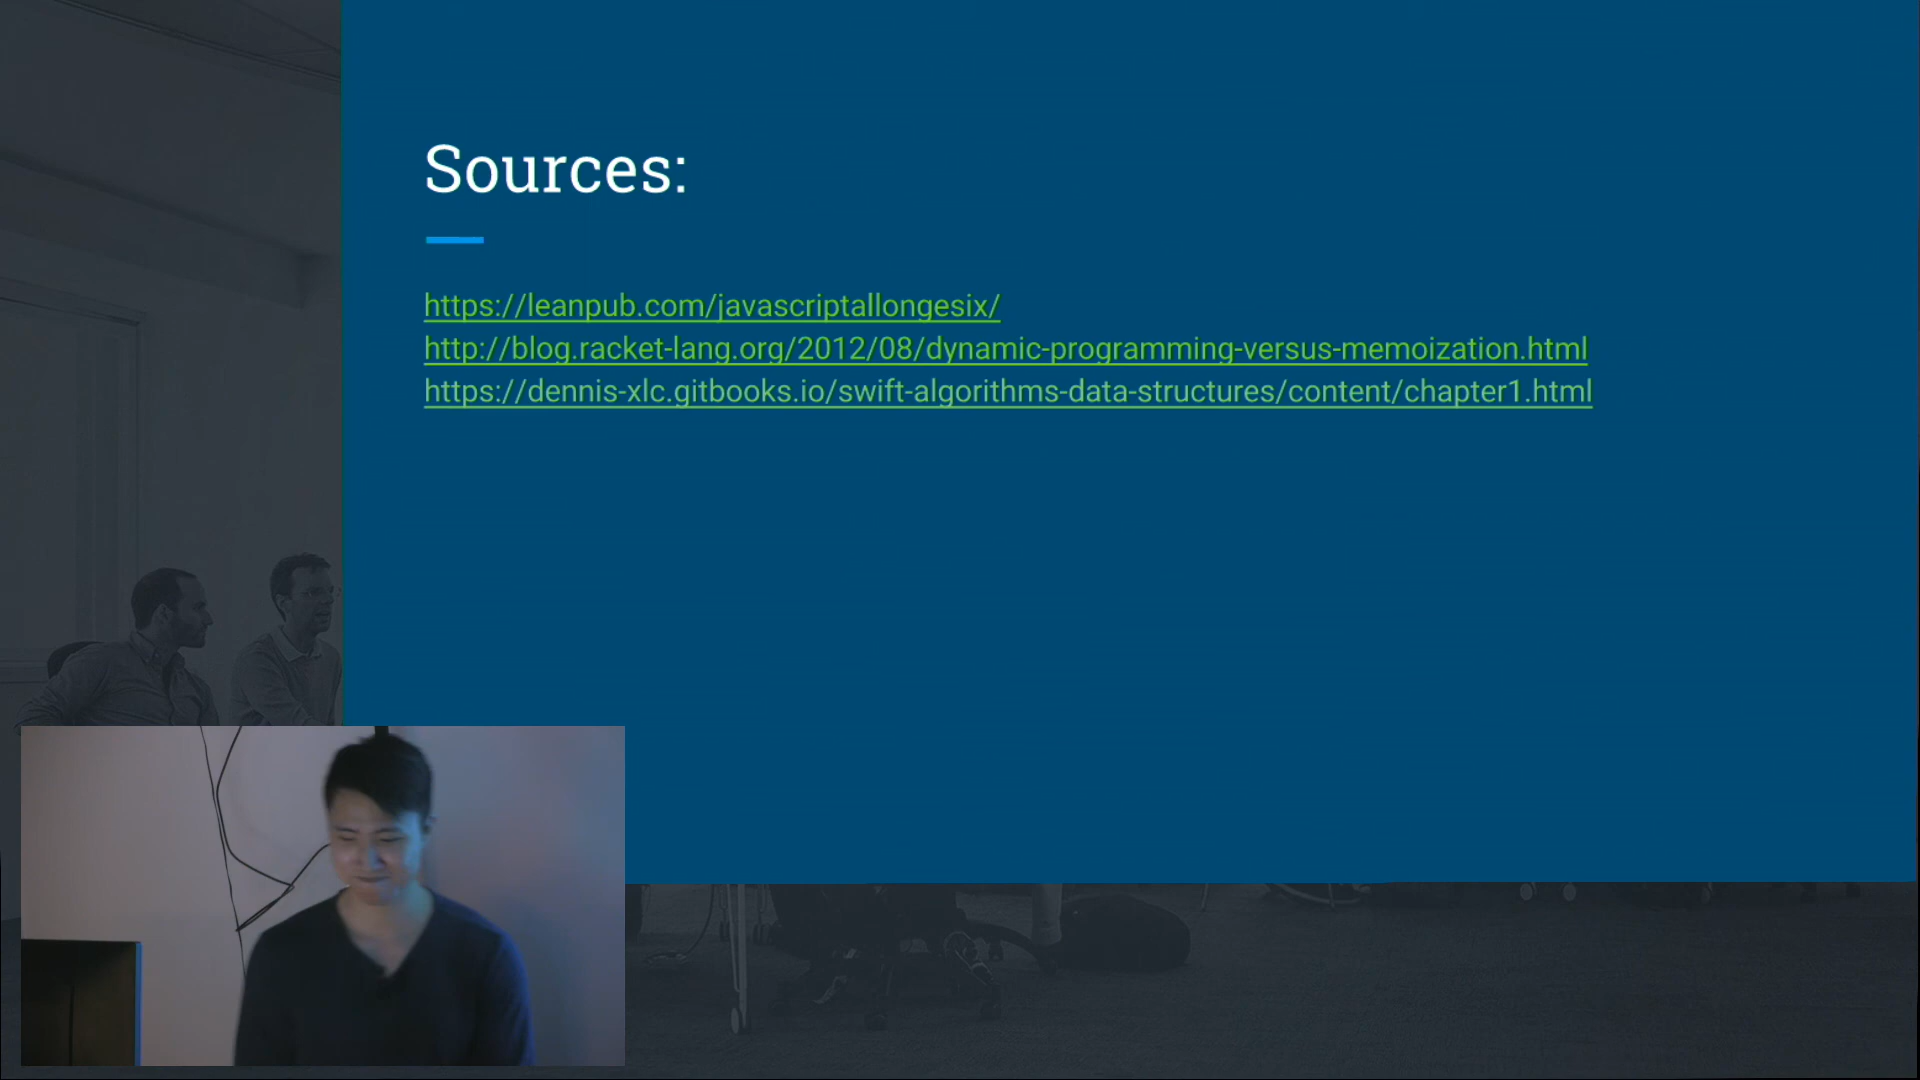 Sources:
https://leanpub.com/javascriptallongesix/
http://blog.racket-lang.org/2012/08/dynamic-programming-versus-memoization.html
https://dennis-xlc.gitbooks.io/swift-algorithms-data-structures/content/chapter1.html